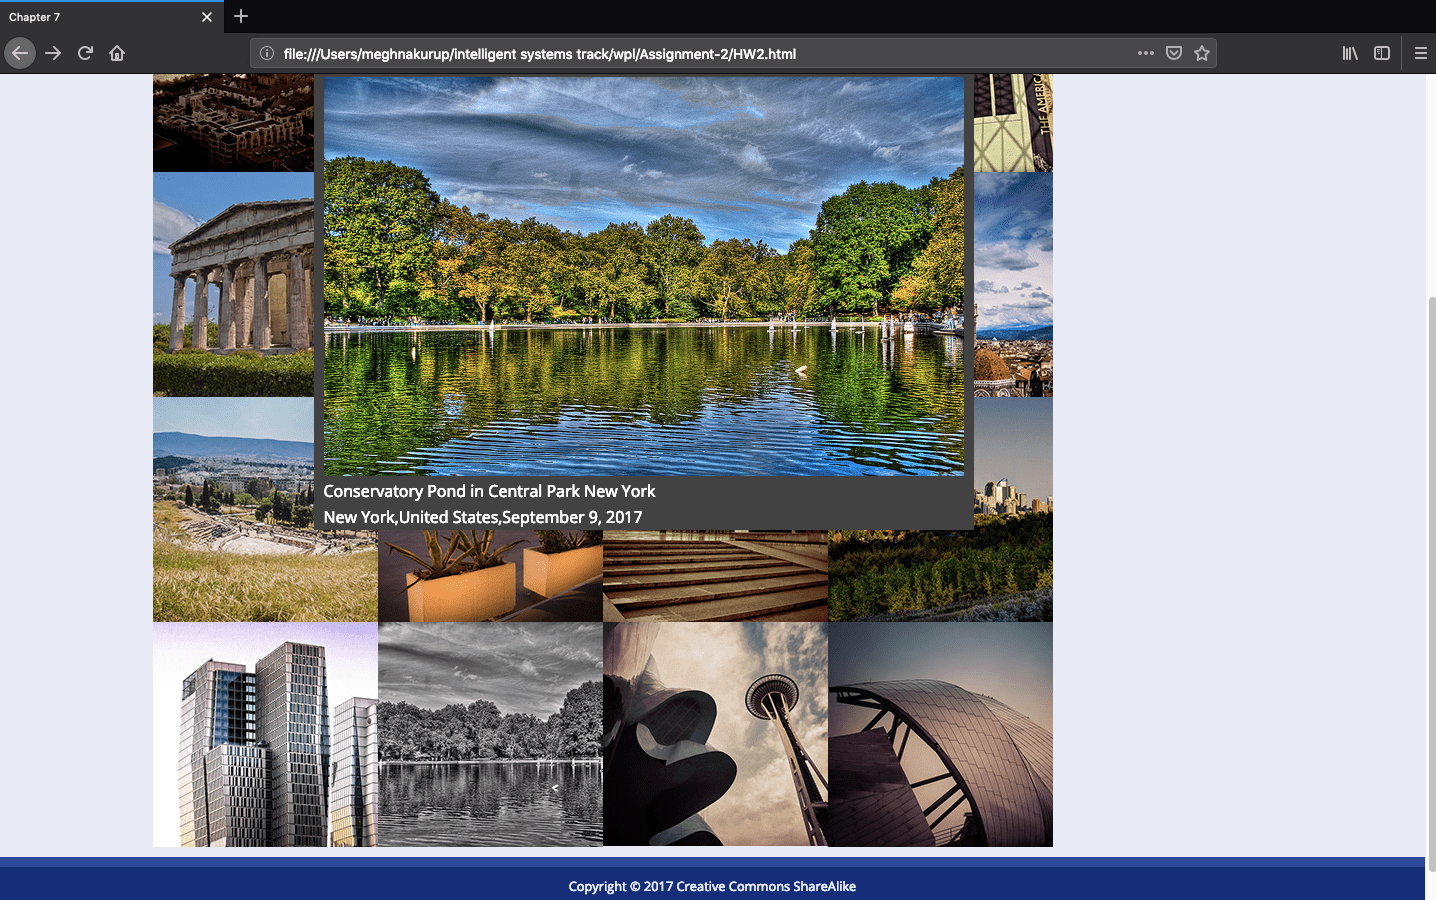 Chapter 7
file:///Users/meghnakurup/intelligent systems track/wpl/Assignment-2/HW2.html
THE AMERIC
Conservatory Pond in Central Park New York
New York,United States,September 9, 2017
Copyright © 2017 Creative Commons ShareAlike